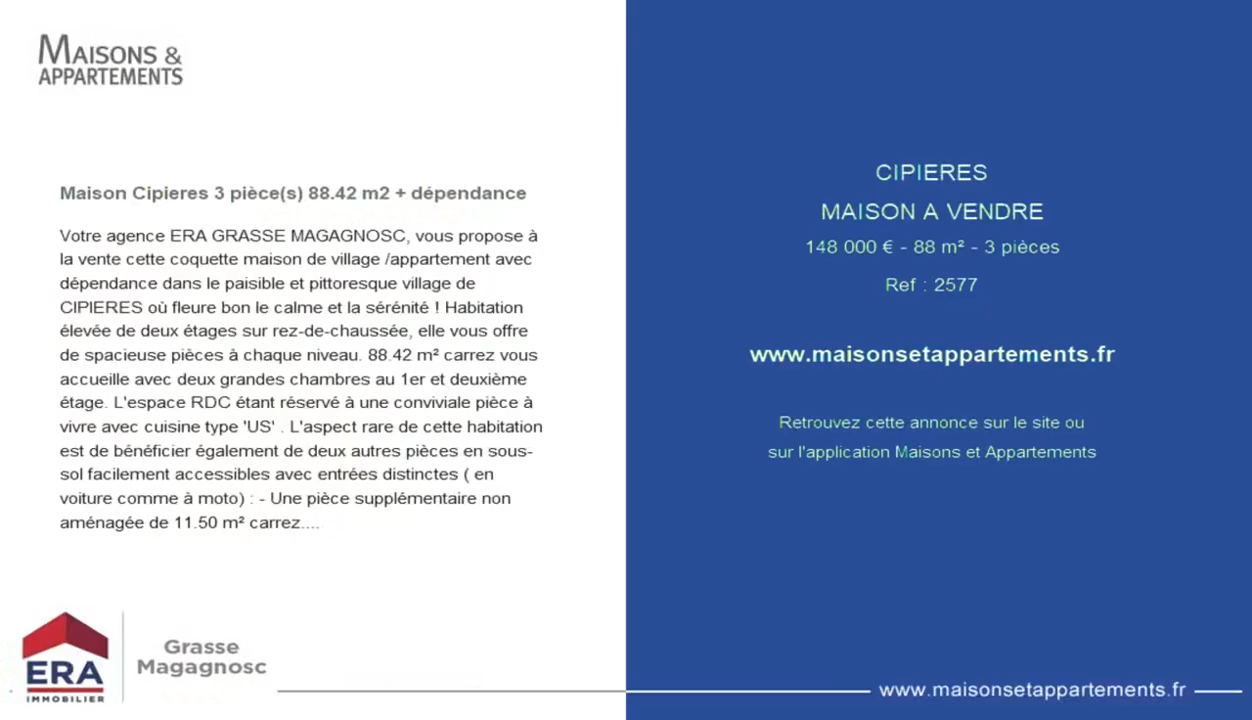 MAISONS &
APPARTEMENTS
Maison Cipieres 3 pièce(s) 88.42 m2 + dépendance
Votre agence ERA GRASSE MAGAGNOSC, vous propose à
la vente cette coquette maison de village /appartement avec
dépendance dans le paisible et pittoresque village de
CIPIERES où fleure bon le calme et la sérénité ! Habitation
élevée de deux étages sur rez-de-chaussée, elle vous offre
de spacieuse pièces à chaque niveau. 88.42 m² carrez vous
accueille avec deux grandes chambres au 1er et deuxième
étage. L'espace RDC étant réservé à une conviviale pièce à
vivre avec cuisine type 'US' . L'aspect rare de cette habitation
est de bénéficier également de deux autres pièces en sous-
sol facilement accessibles avec entrées distinctes ( en
voiture comme à moto) : - Une pièce supplémentaire non
aménagée de 11.50 m² carrez....
ERA
IMMOBILIER
Grasse
Magagnosc
CIPIERES
MAISON A VENDRE
148 000 € - 88 m² - 3 pièces
Ref : 2577
www.maisonsetappartements.fr
Retrouvez cette annonce sur le site ou
sur l'application Maisons et Appartements
www.maisonsetappartements.fr